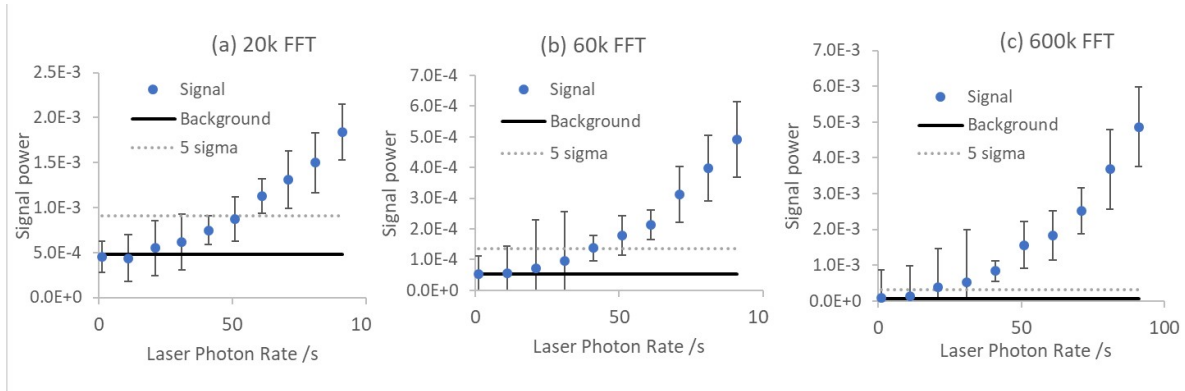 (a) 20k FFT
2.5E-3
2.0E-3
1.5E-3
1.0E-3
5.0E-4
0.0E+0
Signal power
Signal
Background
5 sigma
0
50
10
Laser Photon Rate /s
(b) 60k FFT
7.0E-4
6.0E-4
5.0E-4
4.0E-4
3.0E-4
2.0E-4
1.0E-4
0.0E+0
Signal power
Signal
Background
5 sigma
0
50
10
Laser Photon Rate /s
(c) 600k FFT
7.0E-3
6.0E-3
5.0E-3
4.0E-3
3.0E-3
2.0E-3
1.0E-3
0.0E+0
Signal power
Signal
Background
5 sigma
0
50
100
Laser Photon Rate /s